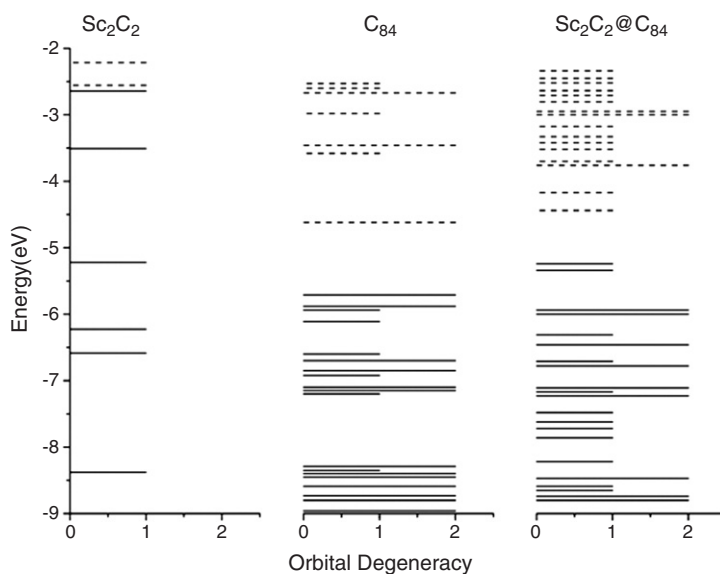 Sc₂C₂
C₈₄
Sc₂C₂@C₈₄
-2
-3
-4
-5
-6
-7
-8
-9
Energy(eV)
0 1 2
0 1 2
0 1 2
Orbital Degeneracy